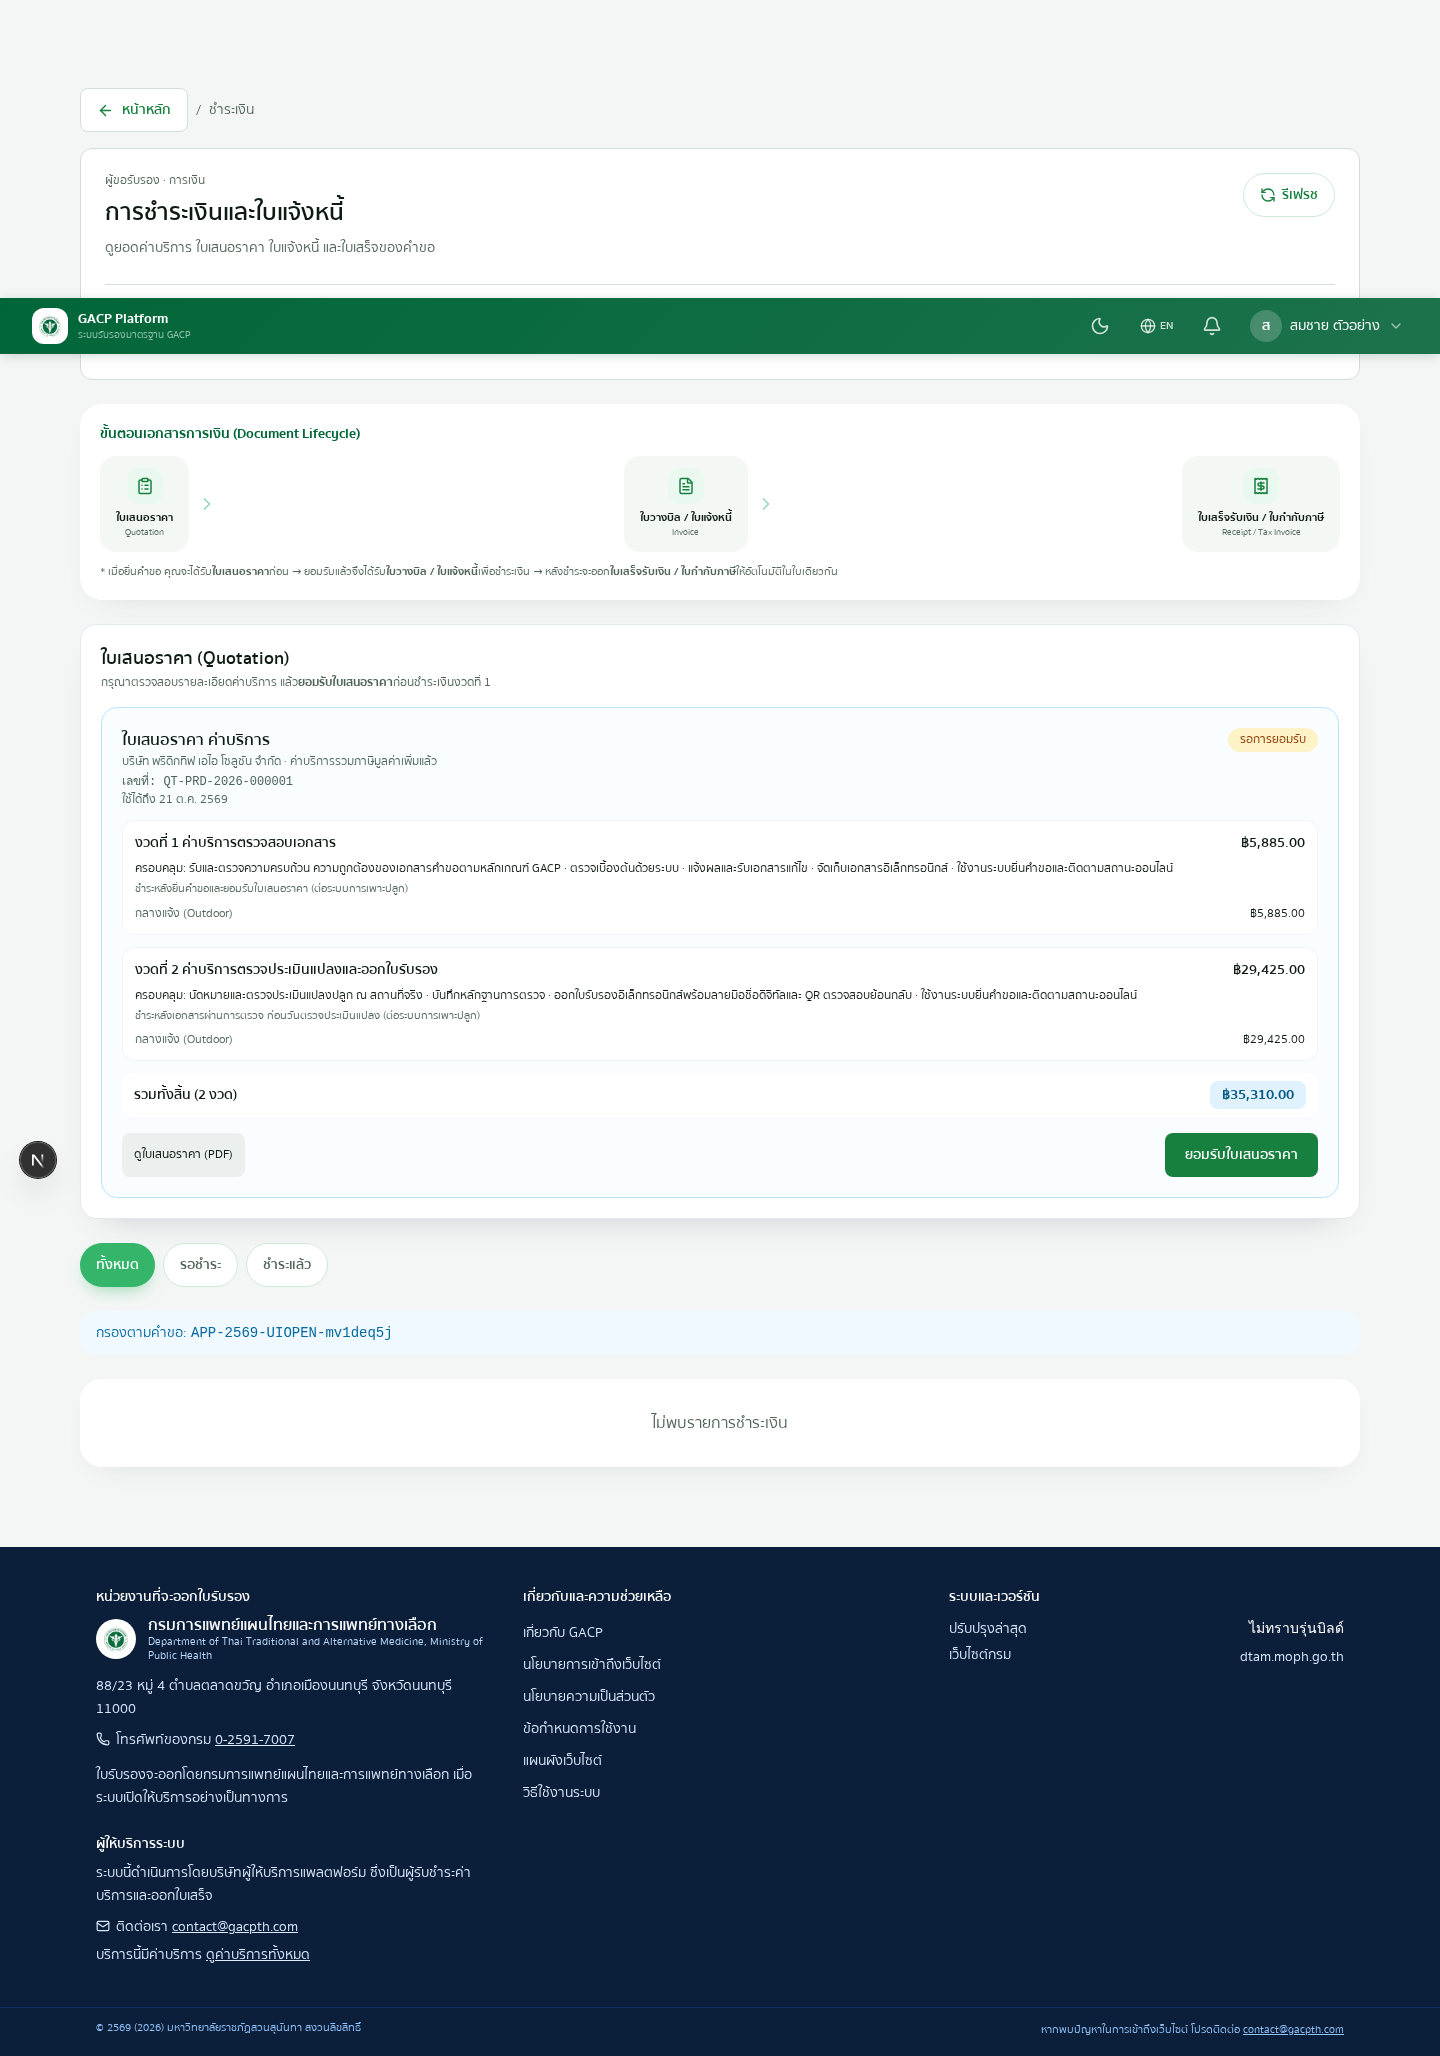 หน้าหลัก / ชำระเงิน
ผู้ขอรับรอง · การเงิน
การชำระเงินและใบแจ้งหนี้
รีเฟรช
ดูยอดค่าบริการ ใบเสนอราคา ใบแจ้งหนี้ และใบเสร็จของคำขอ
GACP Platform
ระบบรับรองมาตรฐาน GACP
EN
ส สมชาย ตัวอย่าง
ขั้นตอนเอกสารการเงิน (Document Lifecycle)
ใบเสนอราคา
Quotation
ใบวางบิล / ใบแจ้งหนี้
Invoice
ใบเสร็จรับเงิน / ใบกำกับภาษี
Receipt / Tax Invoice
* เมื่อยื่นคำขอ คุณจะได้รับใบเสนอราคาก่อน → ยอมรับแล้วจึงได้รับใบวางบิล / ใบแจ้งหนี้เพื่อชำระเงิน → หลังชำระจะออกใบเสร็จรับเงิน / ใบกำกับภาษีให้อัตโนมัติในใบเดียวกัน
ใบเสนอราคา (Quotation)
กรุณาตรวจสอบรายละเอียดค่าบริการ แล้วยอมรับใบเสนอราคาก่อนชำระเงินงวดที่ 1
ใบเสนอราคา ค่าบริการ
รอการยอมรับ
บริษัท พรีดิกทิฟ เอไอ โซลูชัน จำกัด · ค่าบริการรวมภาษีมูลค่าเพิ่มแล้ว
เลขที่: QT-PRD-2026-000001
ใช้ได้ถึง 21 ต.ค. 2569
งวดที่ 1 ค่าบริการตรวจสอบเอกสาร ฿5,885.00
ครอบคลุม: รับและตรวจความครบถ้วน ความถูกต้องของเอกสารคำขอตามหลักเกณฑ์ GACP · ตรวจเบื้องต้นด้วยระบบ · แจ้งผลและรับเอกสารแก้ไข · จัดเก็บเอกสารอิเล็กทรอนิกส์ · ใช้งานระบบยื่นคำขอและติดตามสถานะออนไลน์
ชำระหลังยื่นคำขอและยอมรับใบเสนอราคา (ต่อระบบการเพาะปลูก)
กลางแจ้ง (Outdoor) ฿5,885.00
งวดที่ 2 ค่าบริการตรวจประเมินแปลงและออกใบรับรอง ฿29,425.00
ครอบคลุม: นัดหมายและตรวจประเมินแปลงปลูก ณ สถานที่จริง · บันทึกหลักฐานการตรวจ · ออกใบรับรองอิเล็กทรอนิกส์พร้อมลายมือชื่อดิจิทัลและ QR ตรวจสอบย้อนกลับ · ใช้งานระบบยื่นคำขอและติดตามสถานะออนไลน์
ชำระหลังเอกสารผ่านการตรวจ ก่อนวันตรวจประเมินแปลง (ต่อระบบการเพาะปลูก)
กลางแจ้ง (Outdoor) ฿29,425.00
รวมทั้งสิ้น (2 งวด) ฿35,310.00
ดูใบเสนอราคา (PDF)
ยอมรับใบเสนอราคา
ทั้งหมด รอชำระ ชำระแล้ว
กรองตามคำขอ: APP-2569-UIOPEN-mv1deq5j
ไม่พบรายการชำระเงิน
หน่วยงานที่จะออกใบรับรอง
กรมการแพทย์แผนไทยและการแพทย์ทางเลือก
Department of Thai Traditional and Alternative Medicine, Ministry of
Public Health
88/23 หมู่ 4 ตำบลตลาดขวัญ อำเภอเมืองนนทบุรี จังหวัดนนทบุรี
11000
โทรศัพท์ของกรม 0-2591-7007
ใบรับรองจะออกโดยกรมการแพทย์แผนไทยและการแพทย์ทางเลือก เมื่อ
ระบบเปิดให้บริการอย่างเป็นทางการ
ผู้ให้บริการระบบ
ระบบนี้ดำเนินการโดยบริษัทผู้ให้บริการแพลตฟอร์ม ซึ่งเป็นผู้รับชำระค่า
บริการและออกใบเสร็จ
ติดต่อเรา contact@gacpth.com
บริการนี้มีค่าบริการ ดูค่าบริการทั้งหมด
เกี่ยวกับและความช่วยเหลือ
เกี่ยวกับ GACP
นโยบายการเข้าถึงเว็บไซต์
นโยบายความเป็นส่วนตัว
ข้อกำหนดการใช้งาน
แผนผังเว็บไซต์
วิธีใช้งานระบบ
ระบบและเวอร์ชัน
ปรับปรุงล่าสุด ไม่ทราบรุ่นบิลด์
เว็บไซต์กรม dtam.moph.go.th
© 2569 (2026) มหาวิทยาลัยราชภัฏสวนสุนันทา สงวนลิขสิทธิ์
หากพบปัญหาในการเข้าถึงเว็บไซต์ โปรดติดต่อ contact@gacpth.com